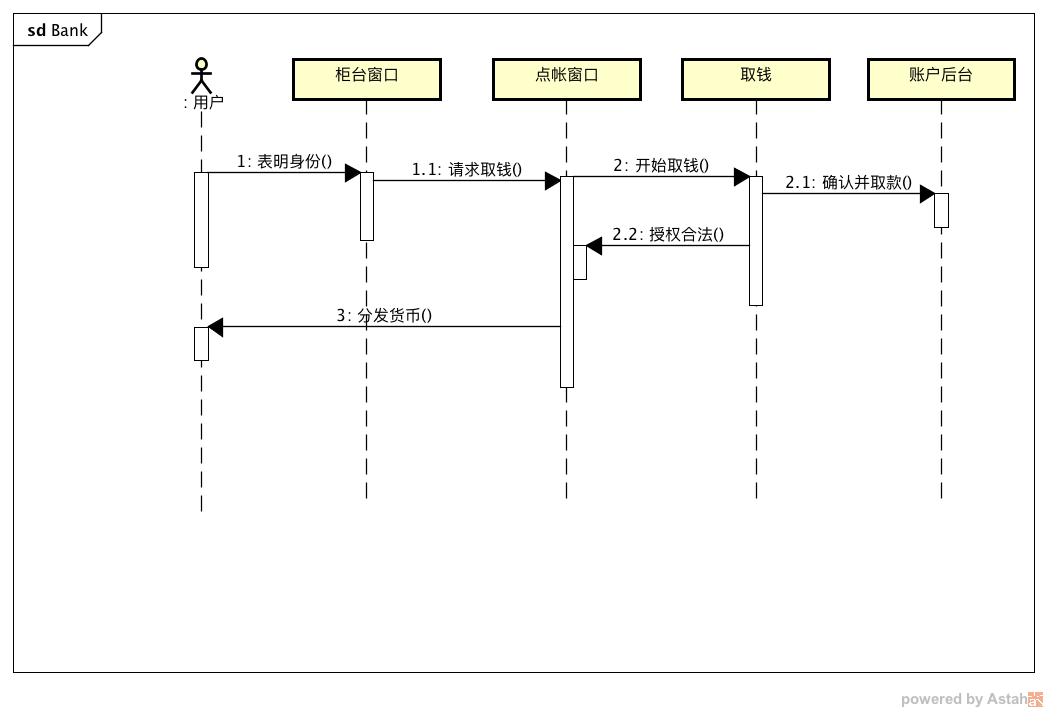 sd Bank
: 用户
柜台窗口
点帐窗口
取钱
账户后台
1: 表明身份()
1.1: 请求取钱()
2: 开始取钱()
2.1: 确认并取款()
2.2: 授权合法()
3: 分发货币()
powered by Astah